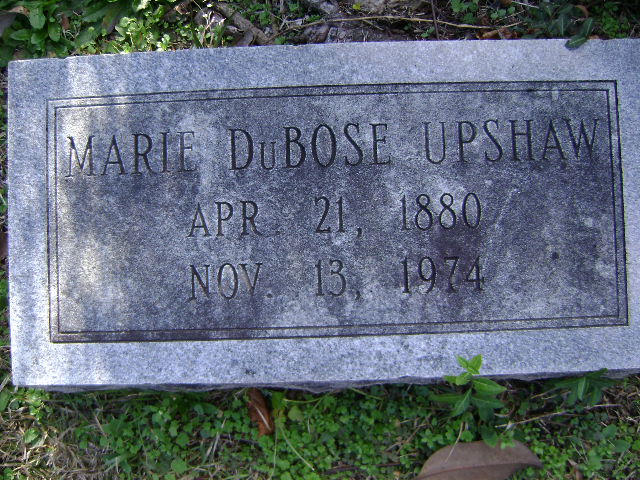 MARIE DuBOSE UPSHAW
APR. 21, 1880
NOV. 13, 1974